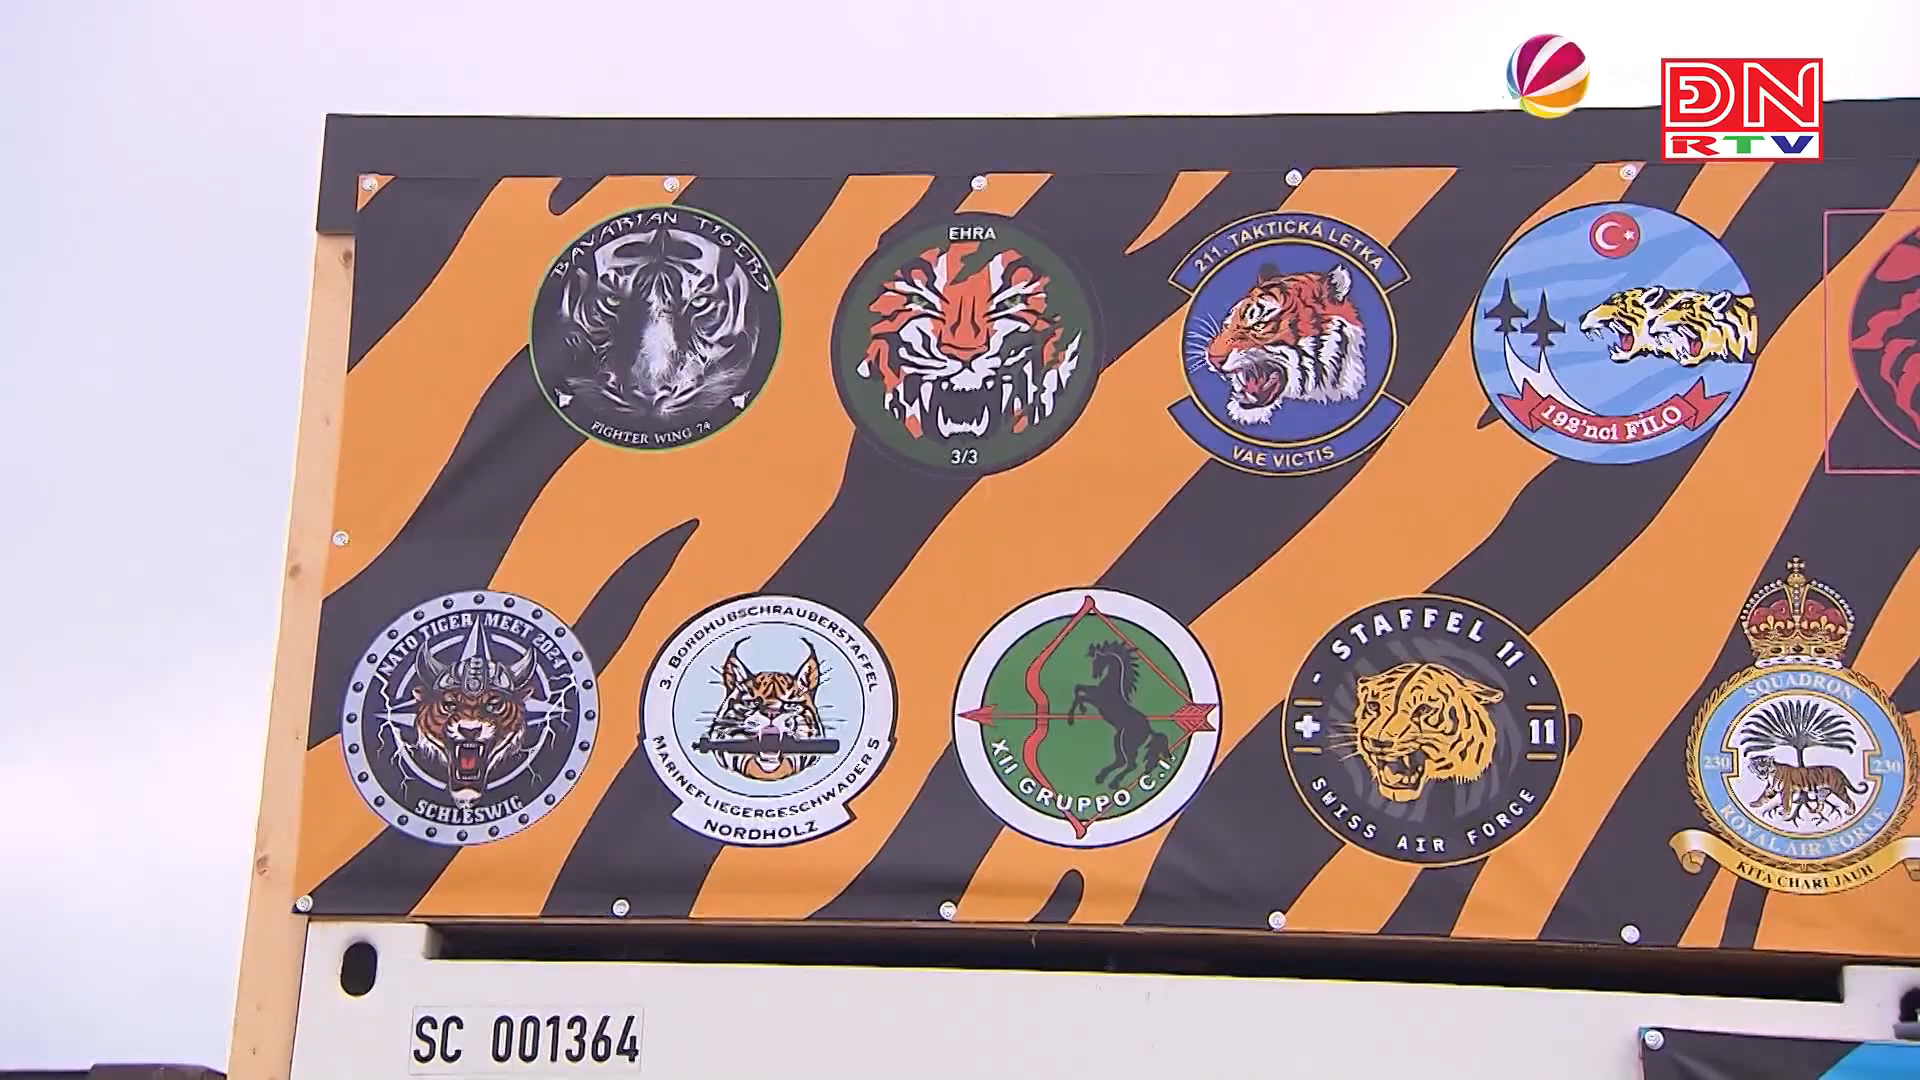 DN
RTV
BAVARIAN TIGERS
FIGHTER WING 74
EHRA
3/3
211. TAKTICKÁ LETKA
VAE VICTIS
192'nci FİLO
NATO TIGER MEET 2024
SCHLESWIG
3. BORDHUBSCHRAUBERSTAFFEL
MARINEFLIEGERGESCHWADER 5
NORDHOLZ
XII GRUPPO C.I.
- STAFFEL 11 -
11
SWISS AIR FORCE
SQUADRON
230 230
ROYAL AIR FORCE
KITA CHARI JAUH
SC 001364